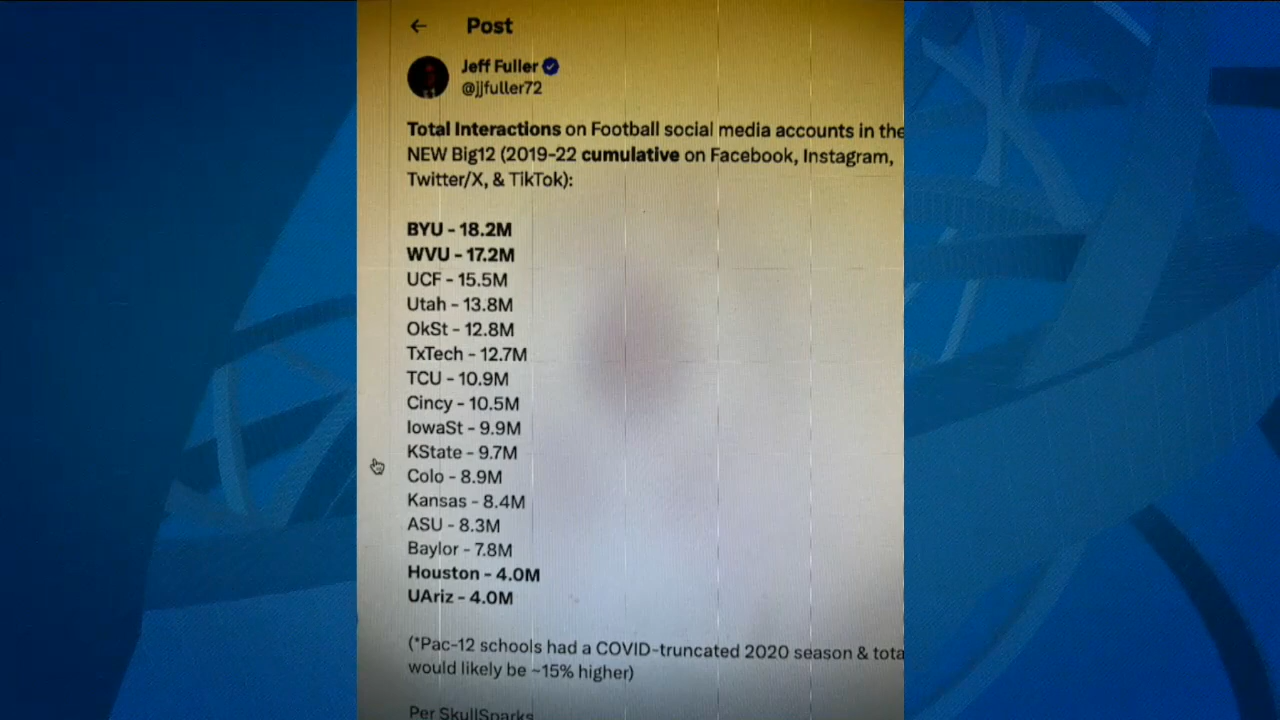 Post
Jeff Fuller
@jjfuller72
Total Interactions on Football social media accounts in the
NEW Big12 (2019-22 cumulative on Facebook, Instagram,
Twitter/X, & TikTok):
BYU - 18.2M
WVU - 17.2M
UCF - 15.5M
Utah - 13.8M
OkSt - 12.8M
TxTech - 12.7M
TCU - 10.9M
Cincy - 10.5M
IowaSt - 9.9M
KState - 9.7M
Colo - 8.9M
Kansas - 8.4M
ASU - 8.3M
Baylor - 7.8M
Houston - 4.0M
UAriz - 4.0M
(*Pac-12 schools had a COVID-truncated 2020 season & tota
would likely be ~15% higher)
Per SkullSparks